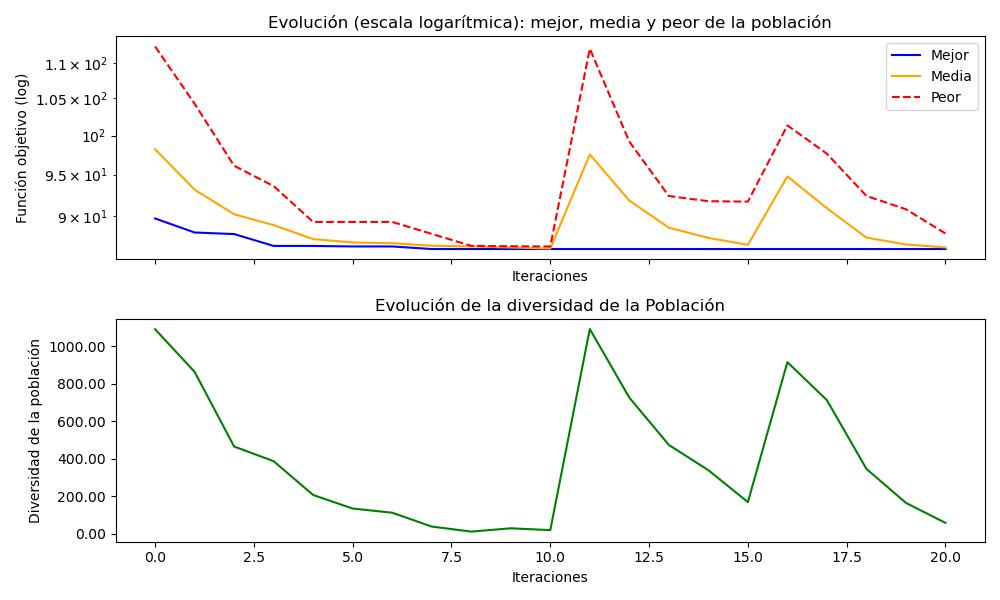 Evolución (escala logarítmica): mejor, media y peor de la población
Función objetivo (log)
1.1 × 10²
1.05 × 10²
10²
9.5 × 10¹
9 × 10¹
Mejor
Media
Peor
Iteraciones
Evolución de la diversidad de la Población
Diversidad de la población
1000.00
800.00
600.00
400.00
200.00
0.00
0.0 2.5 5.0 7.5 10.0 12.5 15.0 17.5 20.0
Iteraciones